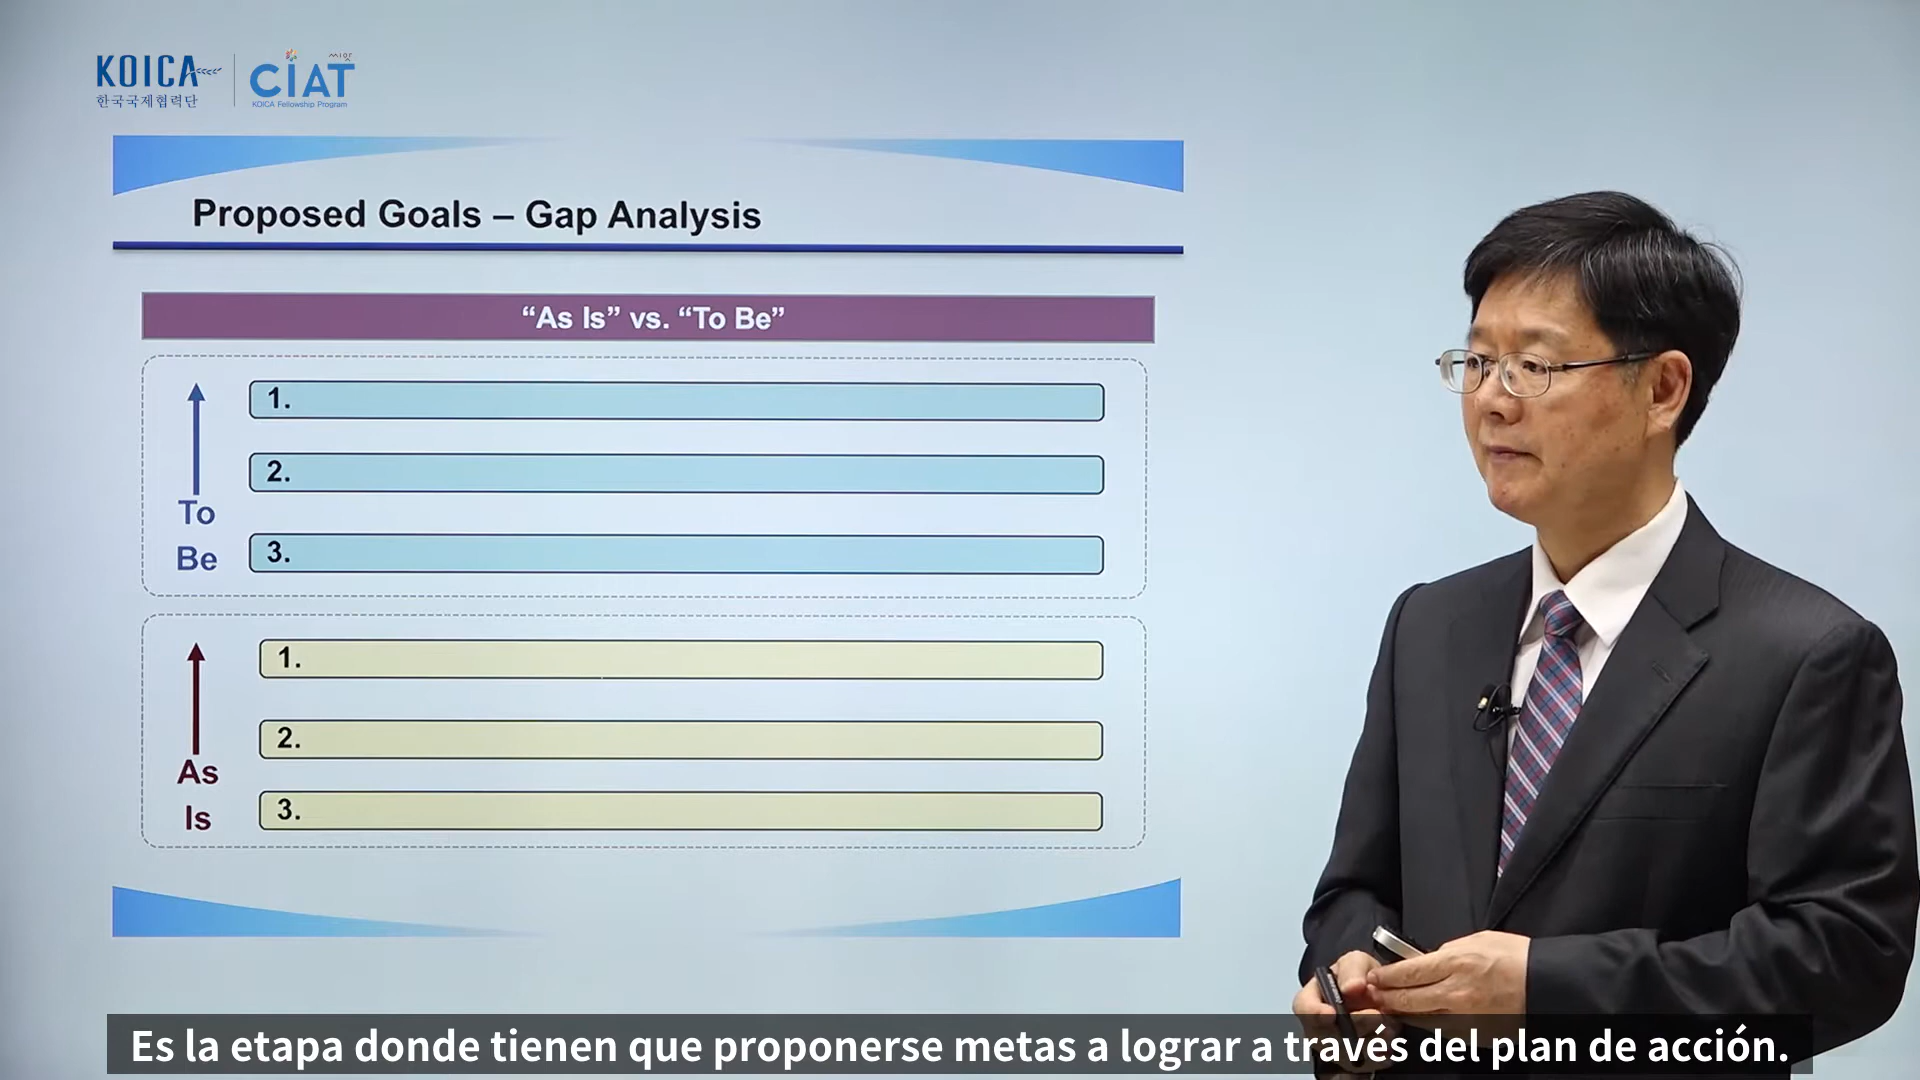 KOICA
한국국제협력단
씨앗
CIAT
KOICA Fellowship Program
Proposed Goals – Gap Analysis
“As Is” vs. “To Be”
1.
2.
3.
To
Be
1.
2.
3.
As
Is
Es la etapa donde tienen que proponerse metas a lograr a través del plan de acción.